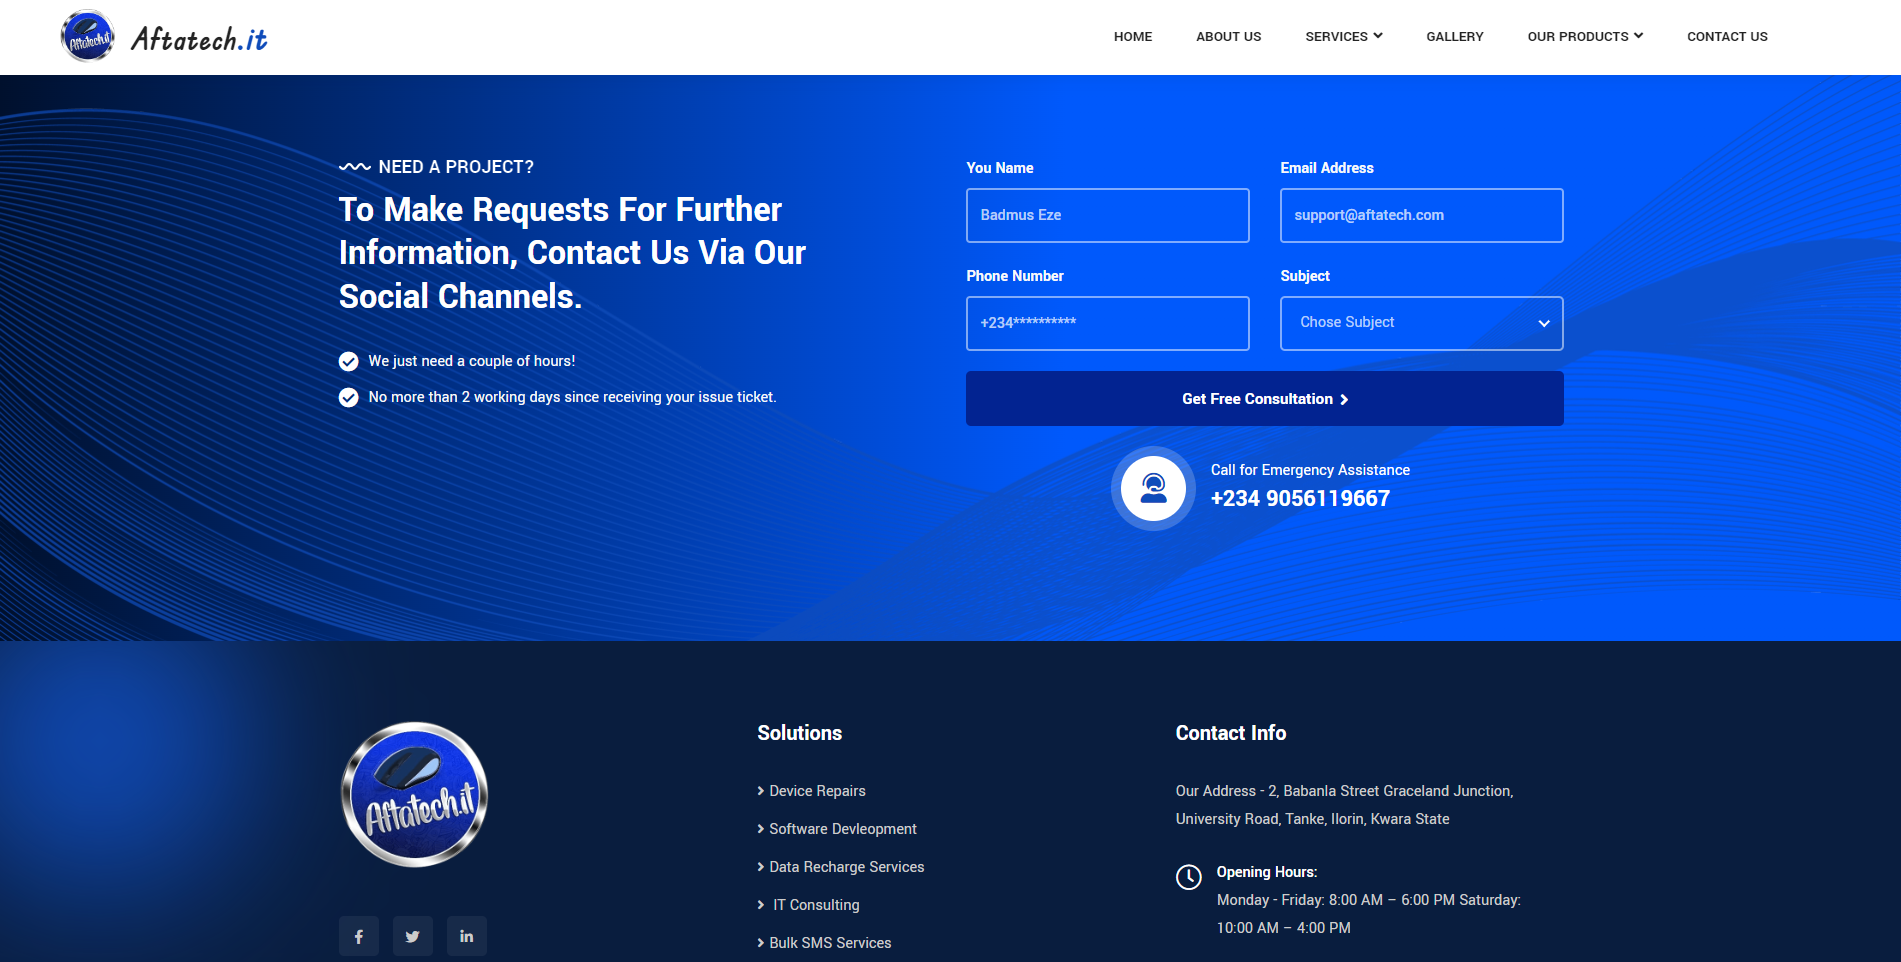 Aftatech.it
Aftatech.it
HOME
ABOUT US
SERVICES
GALLERY
OUR PRODUCTS
CONTACT US
NEED A PROJECT?
To Make Requests For Further
Information, Contact Us Via Our
Social Channels.
We just need a couple of hours!
No more than 2 working days since receiving your issue ticket.
You Name
Email Address
Badmus Eze
support@aftatech.com
Phone Number
Subject
+234**********
Chose Subject
Get Free Consultation
Call for Emergency Assistance
+234 9056119667
Aftatech.it
Solutions
Device Repairs
Software Devleopment
Data Recharge Services
IT Consulting
Bulk SMS Services
Contact Info
Our Address - 2, Babanla Street Graceland Junction,
University Road, Tanke, Ilorin, Kwara State
Opening Hours:
Monday - Friday: 8:00 AM – 6:00 PM Saturday:
10:00 AM – 4:00 PM